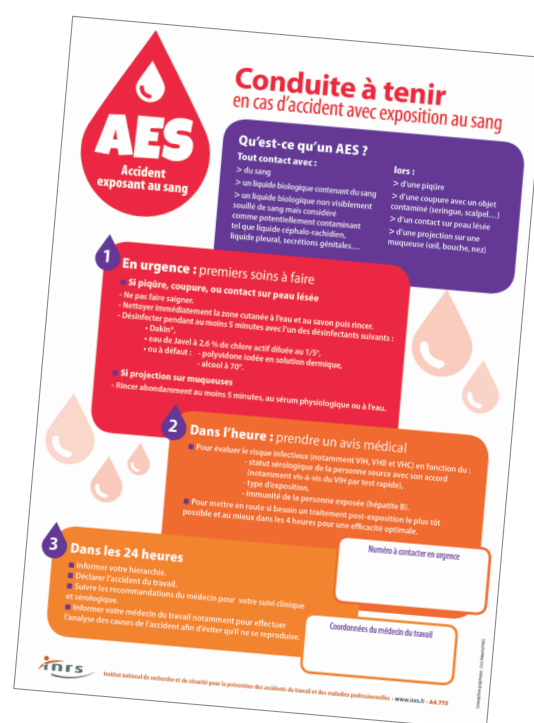 AES
Accident
exposant au sang
Conduite à tenir
en cas d'accident avec exposition au sang
Qu'est-ce qu'un AES ?
Tout contact avec :
> du sang
> un liquide biologique contenant du sang
> un liquide biologique non visiblement
souillé de sang mais considéré
comme potentiellement contaminant
tel que liquide céphalo-rachidien,
liquide pleural, secrétions génitales…
lors :
> d'une piqûre
> d'une coupure avec un objet
contaminé (seringue, scalpel…)
> d'un contact sur peau lésée
> d'une projection sur une
muqueuse (œil, bouche, nez)
1
En urgence : premiers soins à faire
Si piqûre, coupure, ou contact sur peau lésée
- Ne pas faire saigner.
- Nettoyer immédiatement la zone cutanée à l'eau et au savon puis rincer.
- Désinfecter pendant au moins 5 minutes avec l'un des désinfectants suivants :
• Dakin®,
• eau de Javel à 2,6 % de chlore actif diluée au 1/5e,
• ou à défaut : - polyvidone iodée en solution dermique,
- alcool à 70°.
Si projection sur muqueuses
- Rincer abondamment au moins 5 minutes, au sérum physiologique ou à l'eau.
2
Dans l'heure : prendre un avis médical
Pour évaluer le risque infectieux (notamment VIH, VHB et VHC) en fonction du :
- statut sérologique de la personne source avec son accord
(notamment vis-à-vis du VIH par test rapide),
- type d'exposition,
- immunité de la personne exposée (hépatite B).
Pour mettre en route si besoin un traitement post-exposition le plus tôt
possible et au mieux dans les 4 heures pour une efficacité optimale.
Numéro à contacter en urgence
3
Dans les 24 heures
Informer votre hiérarchie.
Déclarer l'accident du travail.
Suivre les recommandations du médecin pour votre suivi clinique
et sérologique.
Informer votre médecin du travail notamment pour effectuer
l'analyse des causes de l'accident afin d'éviter qu'il ne se reproduise.
Coordonnées du médecin du travail
inrs
Institut national de recherche et de sécurité pour la prévention des accidents du travail et des maladies professionnelles - www.inrs.fr - AA 775